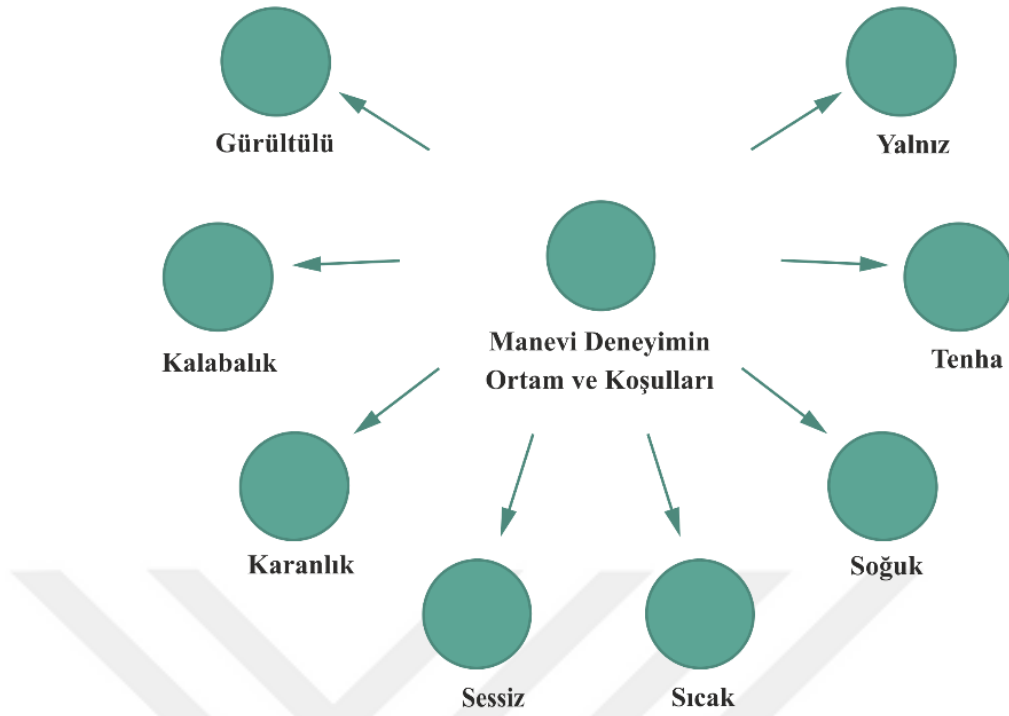 Gürültülü
Yalnız
Kalabalık
Manevi Deneyimin
Ortam ve Koşulları
Tenha
Karanlık
Soğuk
Sessiz
Sıcak